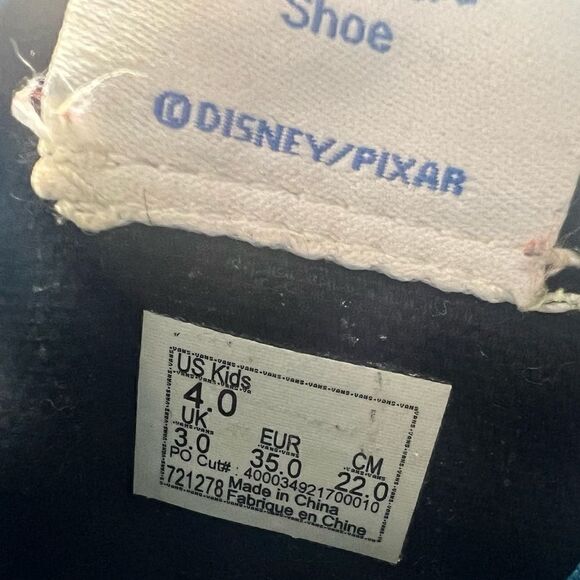 Shoe
©DISNEY/PIXAR
US Kids
4.0
UK EUR CM
3.0 35.0 22.0
PO Cut#: 400034921700010
721278 Made in China
Fabrique en Chine